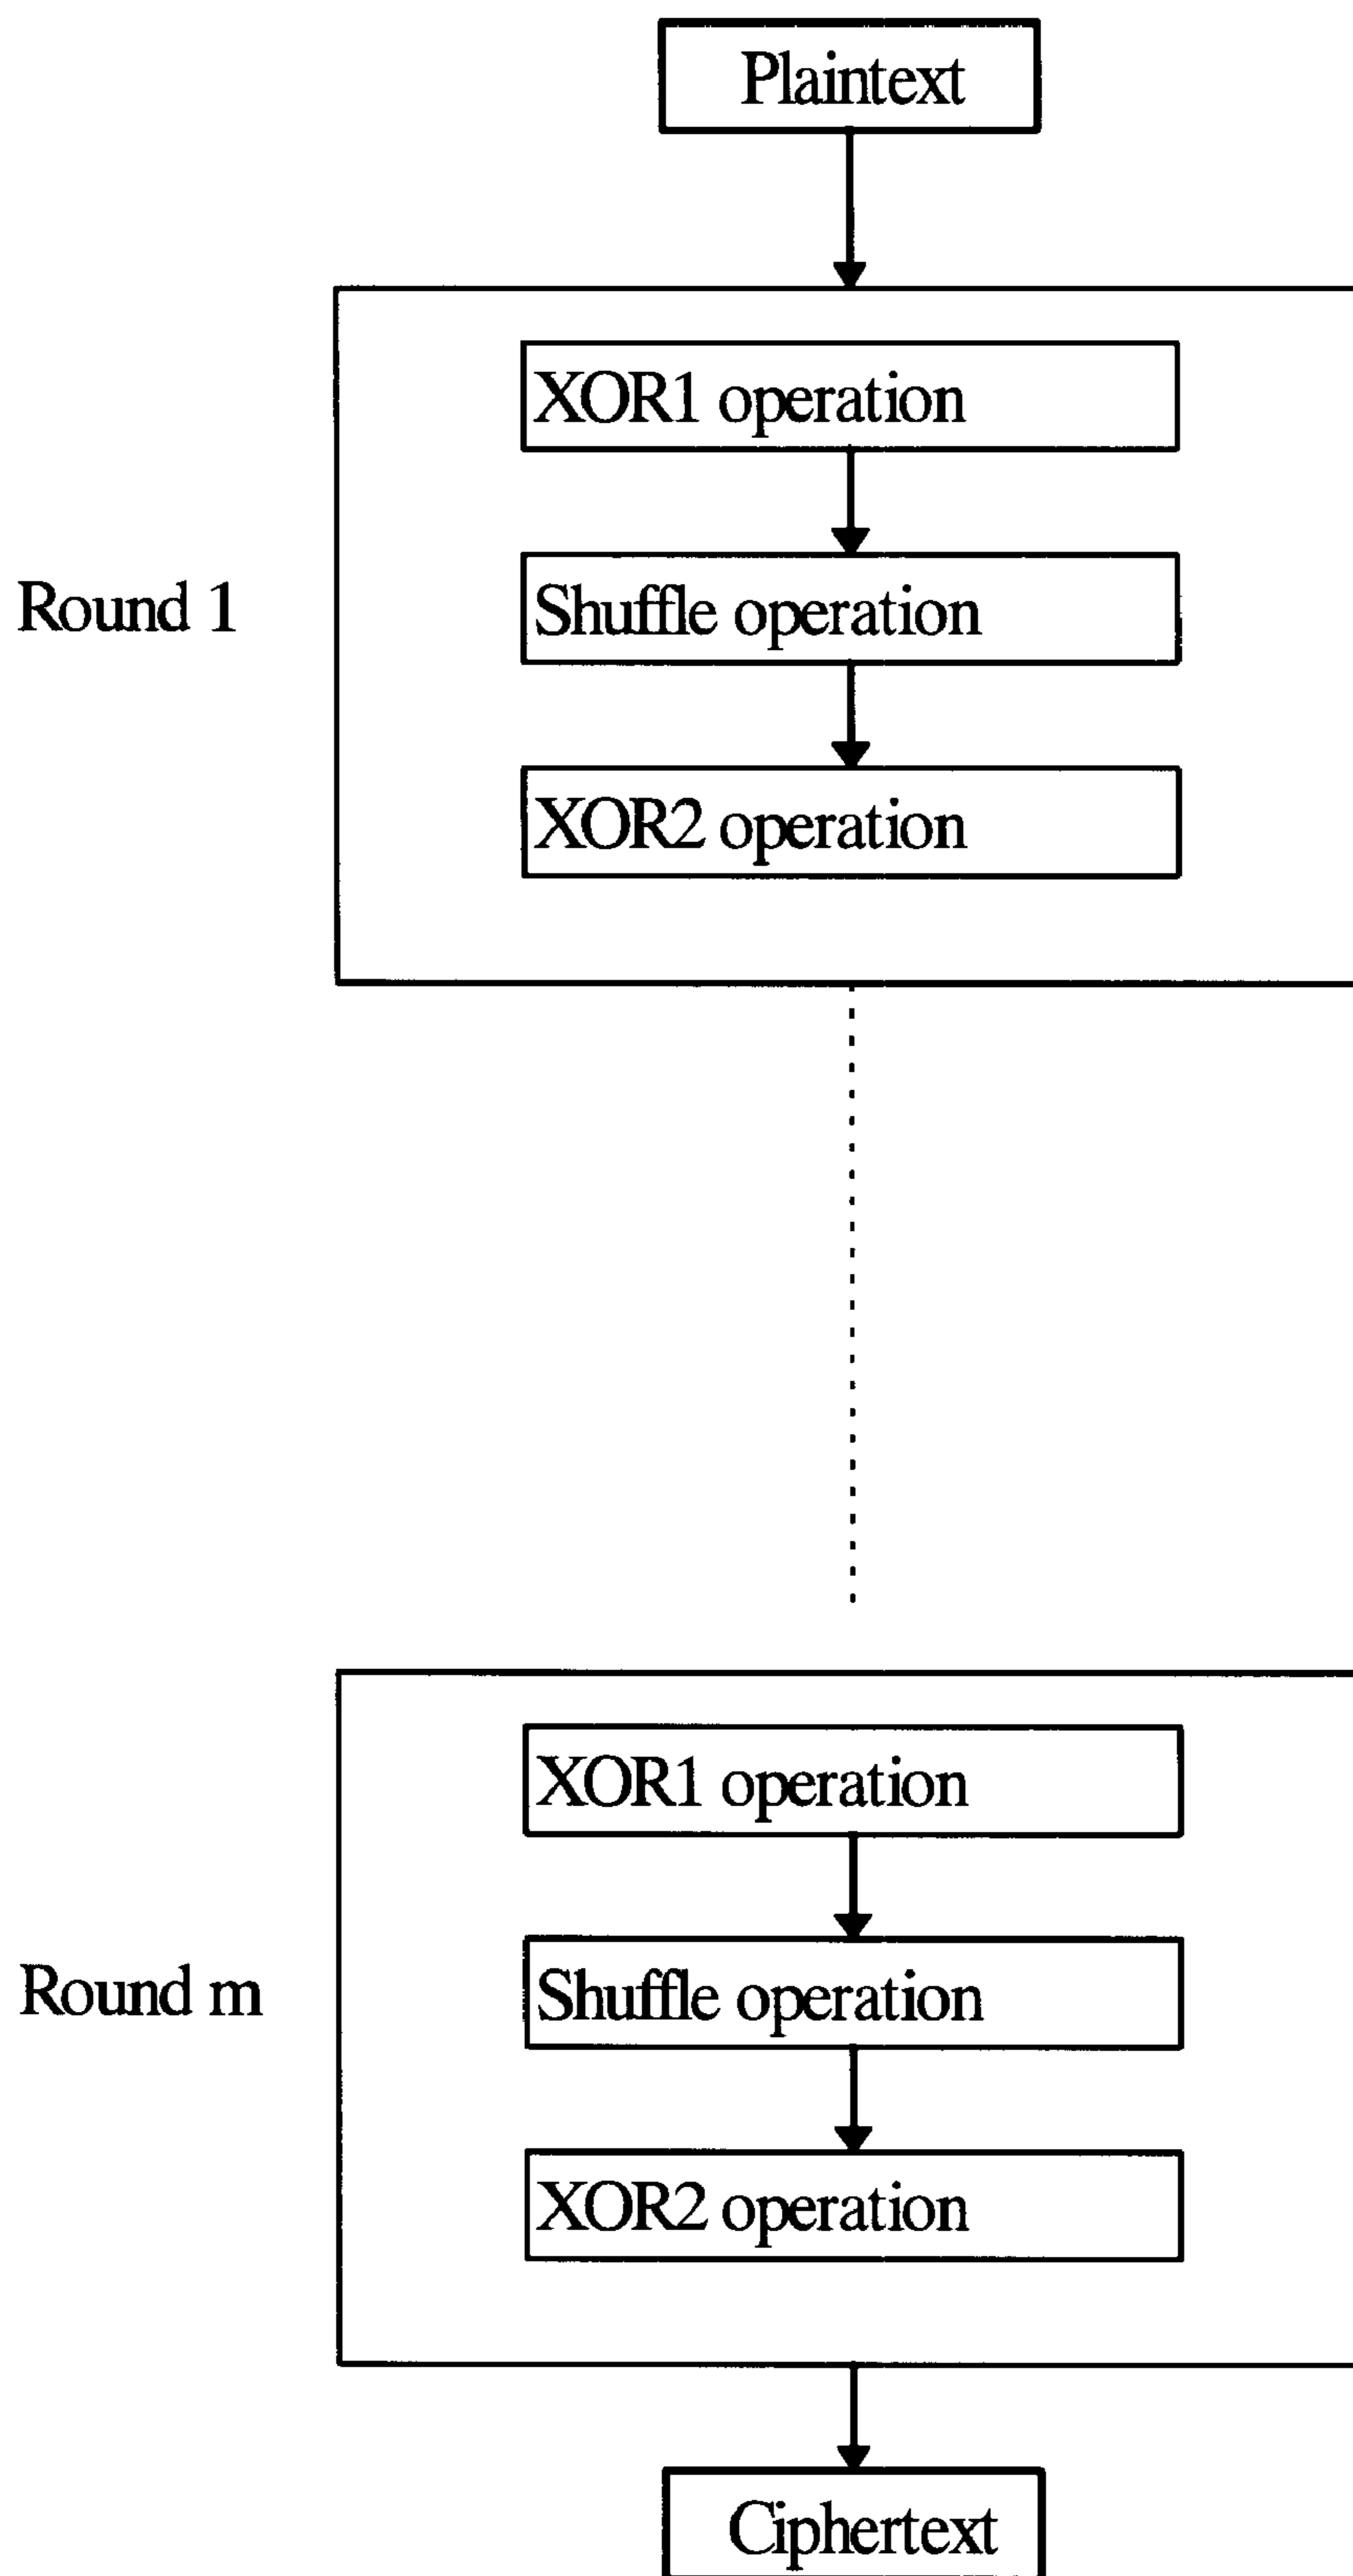 Plaintext
XOR1 operation
Shuffle operation
Round 1
XOR2 operation
XOR1 operation
Shuffle operation
Round m
XOR2 operation
Ciphertext